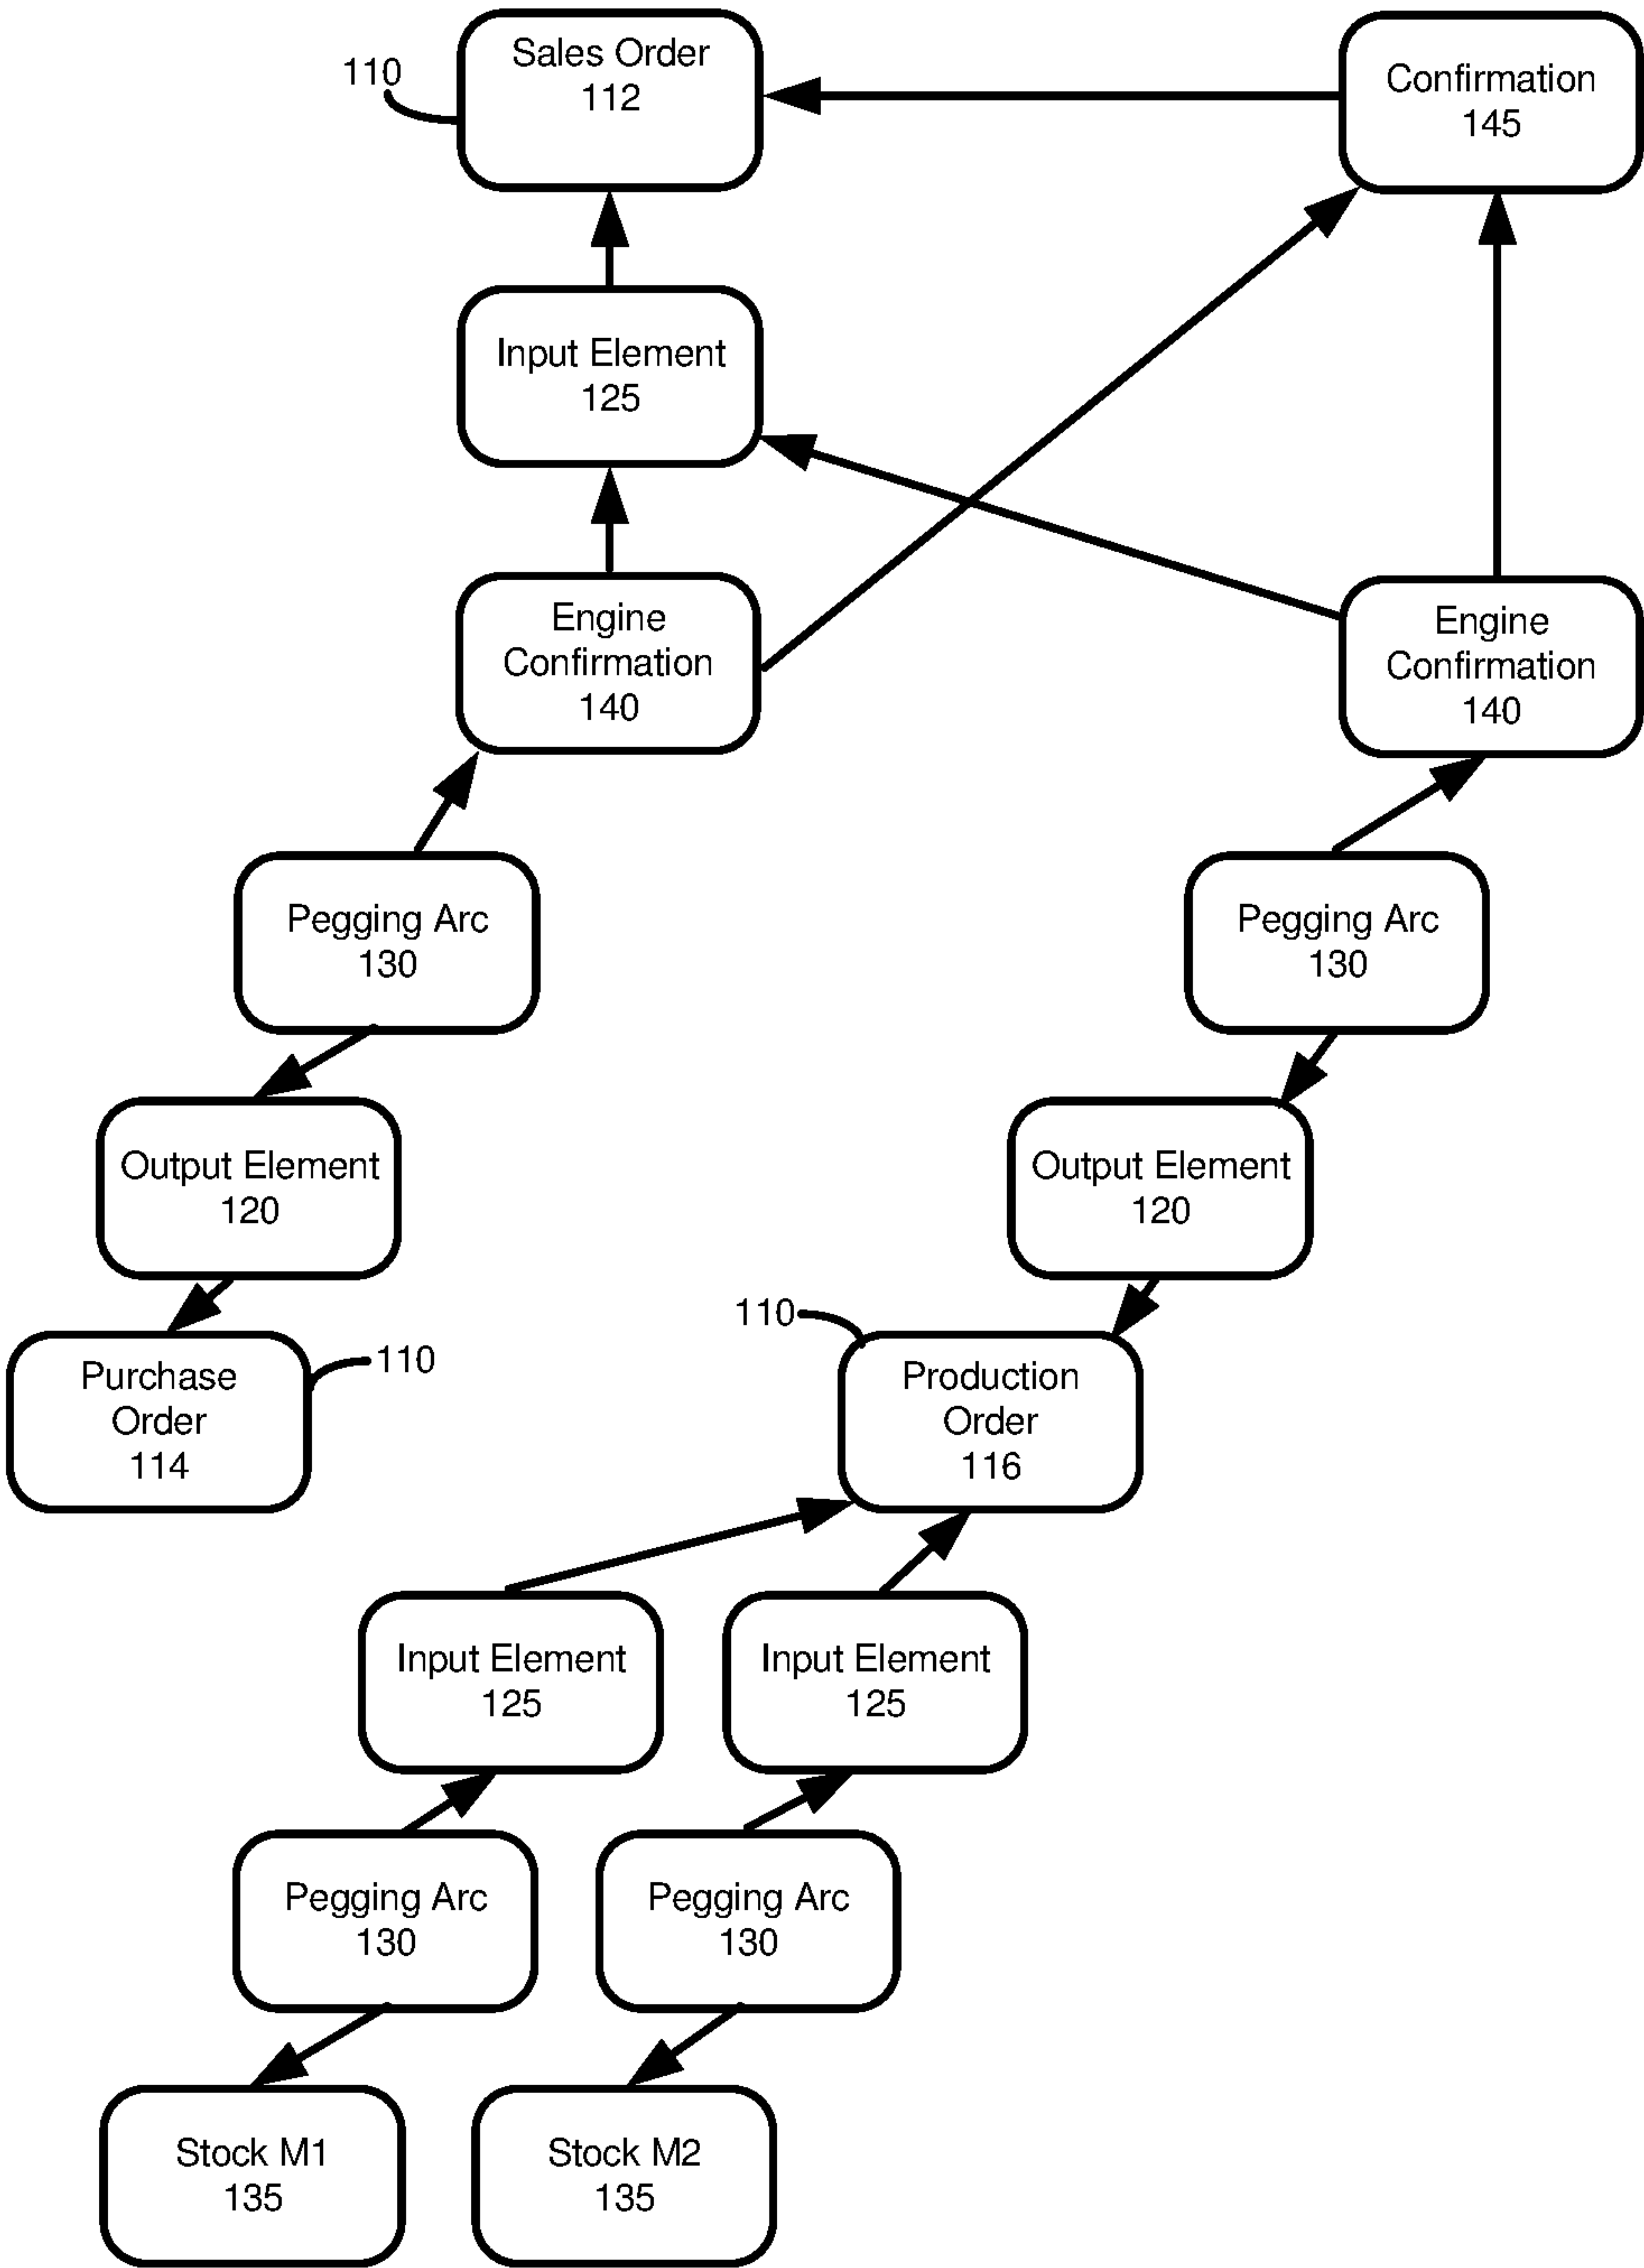 Sales Order
112
110
Confirmation
145
Input Element
125
Engine
Confirmation
140
Engine
Confirmation
140
Pegging Arc
130
Pegging Arc
130
Output Element
120
Output Element
120
Purchase
Order
114
110
110
Production
Order
116
Input Element
125
Input Element
125
Pegging Arc
130
Pegging Arc
130
Stock M1
135
Stock M2
135